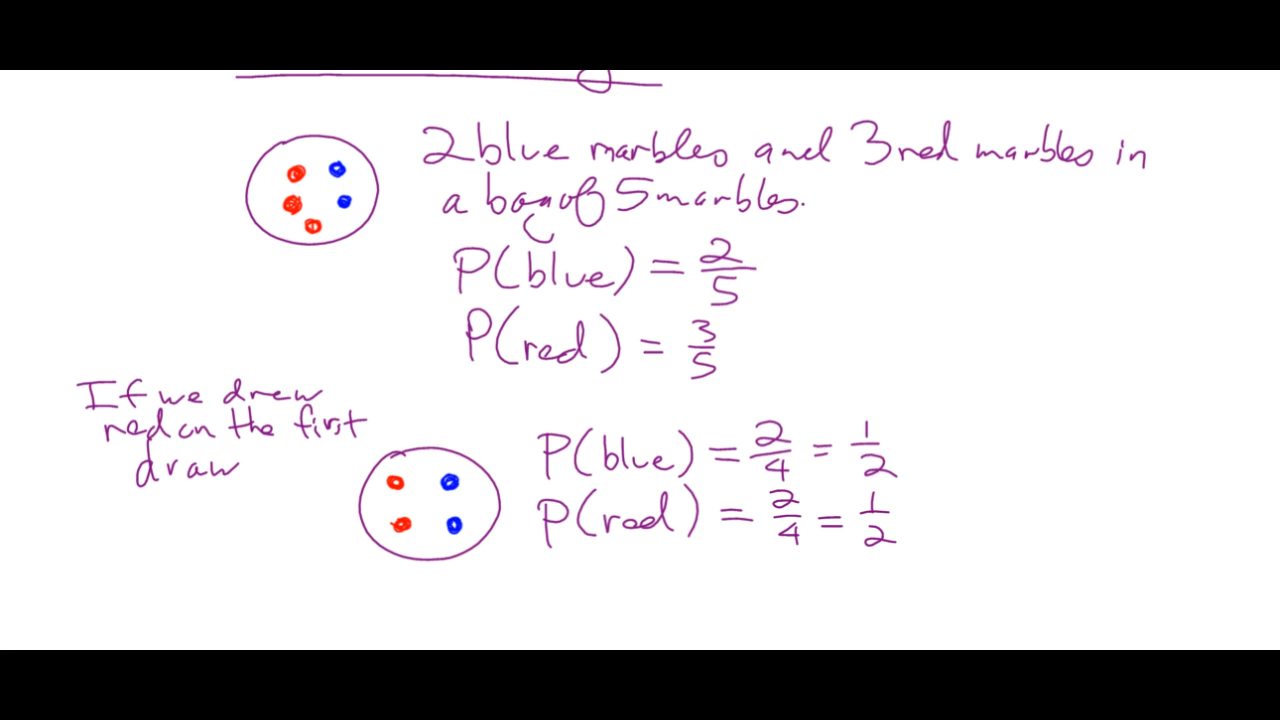 2 blue marbles and 3 red marbles in
a bag of 5 marbles.
P(blue) = 2/5
P(red) = 3/5
If we drew
red on the first
draw
P(blue) = 2/4 = 1/2
P(red) = 2/4 = 1/2